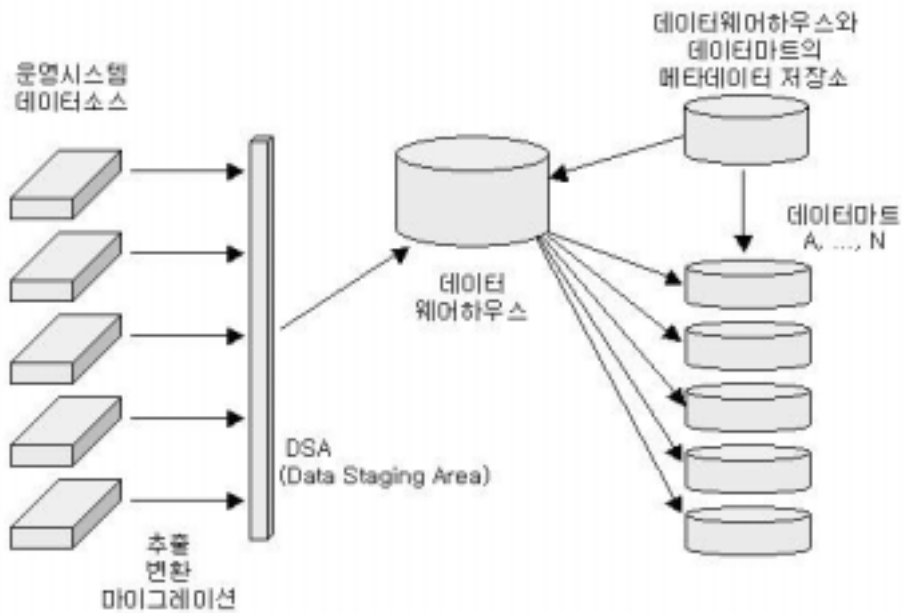 운영시스템
데이터소스
데이터웨어하우스와
데이터마트의
메타데이터 저장소
데이터마트
A, ..., N
데이터
웨어하우스
DSA
(Data Staging Area)
추출
변환
마이그레이션